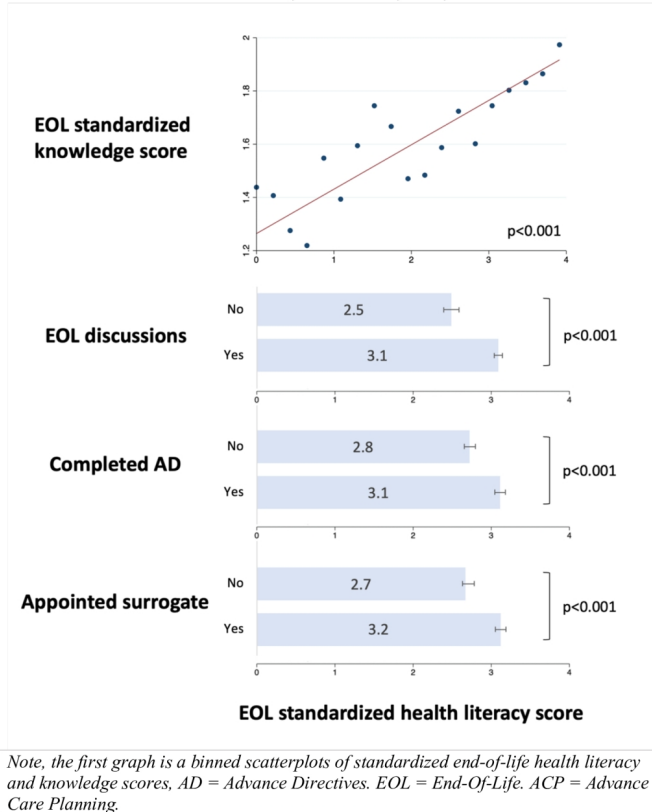 EOL standardized
knowledge score
2
1.8
1.6
1.4
1.2
p<0.001
0 1 2 3 4
EOL discussions
No 2.5
Yes 3.1
p<0.001
0 1 2 3 4
Completed AD
No 2.8
Yes 3.1
p<0.001
0 1 2 3 4
Appointed surrogate
No 2.7
Yes 3.2
p<0.001
0 1 2 3 4
EOL standardized health literacy score
Note, the first graph is a binned scatterplots of standardized end-of-life health literacy
and knowledge scores, AD = Advance Directives. EOL = End-Of-Life. ACP = Advance
Care Planning.